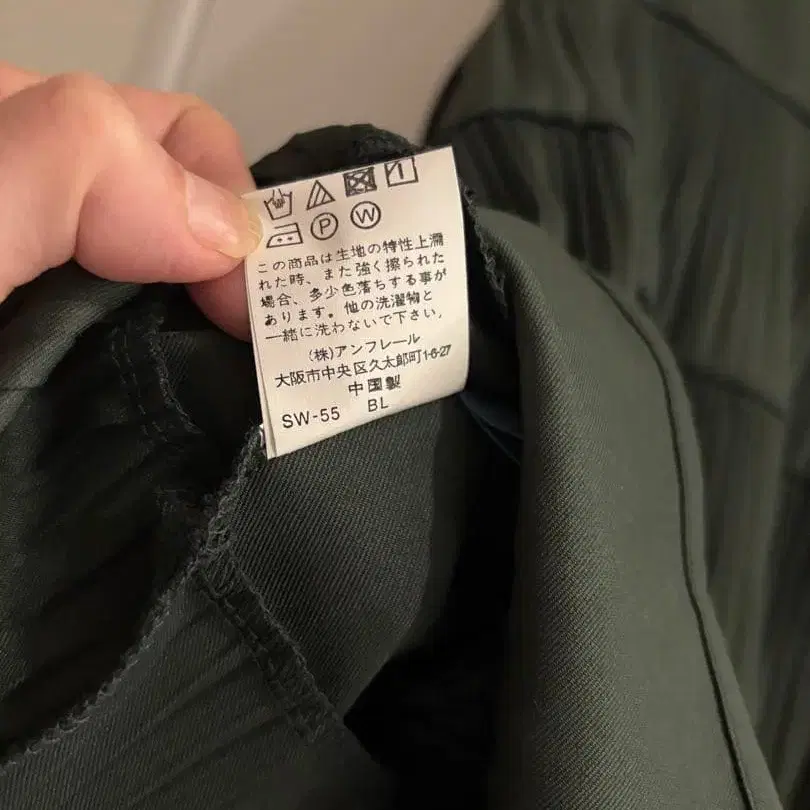 P W
この商品は生地の特性上濡
れた時、また強く擦られた
場合、多少色落ちする事が
あります。他の洗濯物と
一緒に洗わないで下さい。
(株)アンフレール
大阪市中央区久太郎町1-6-27
中国製
SW-55 BL